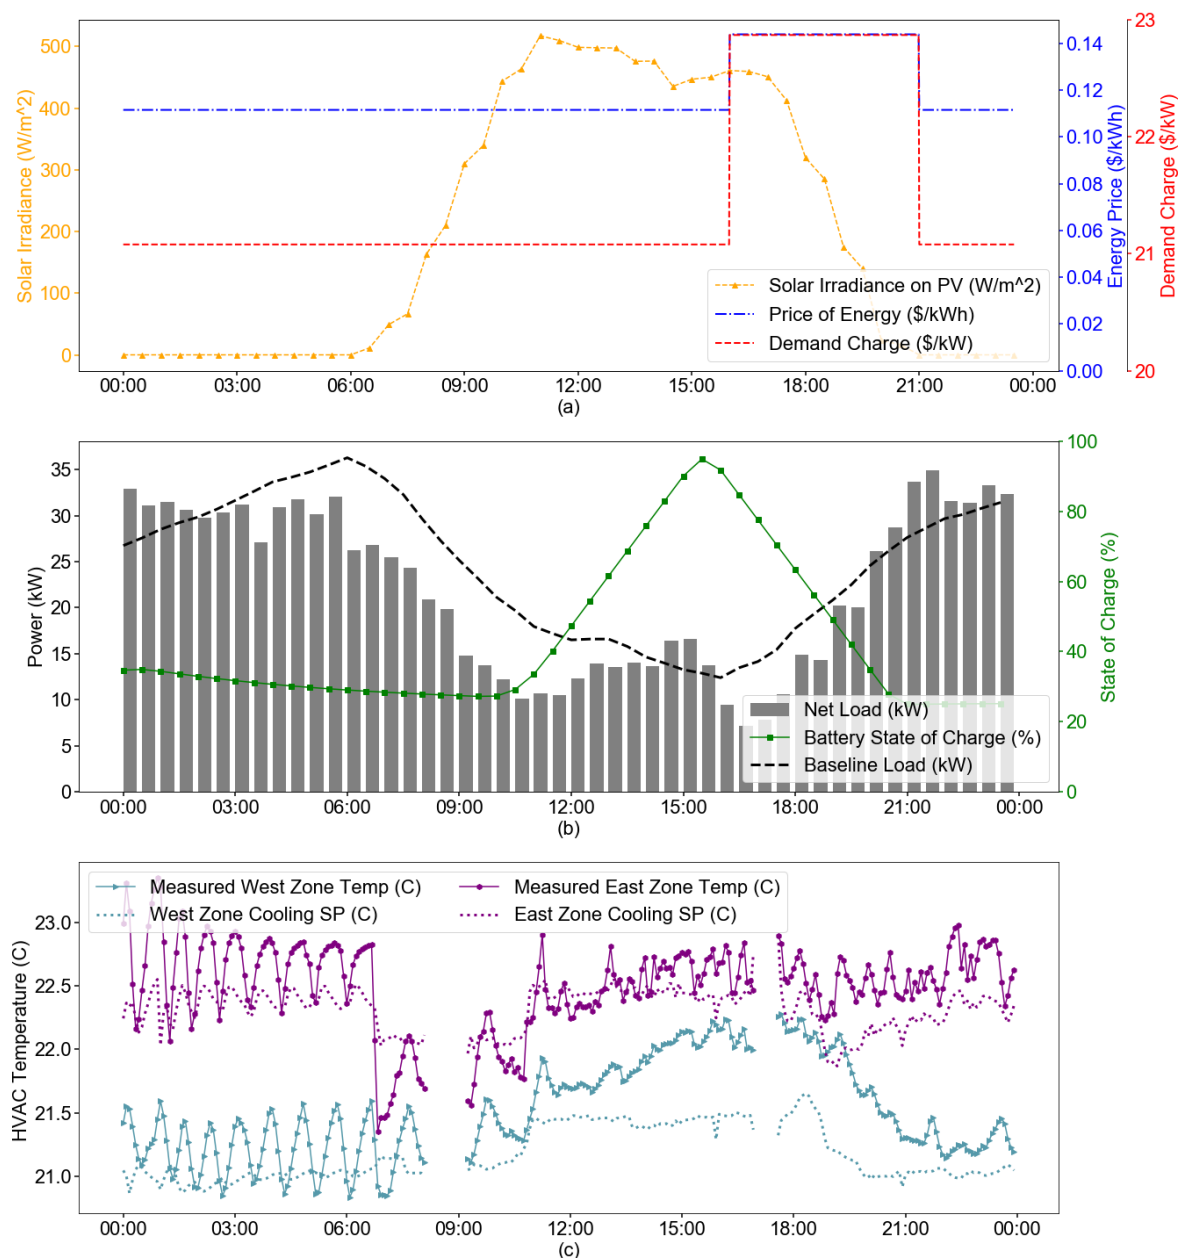 500
400
300
200
100
0
Solar Irradiance (W/m^2)
0.14
0.12
0.10
0.08
0.06
0.04
0.02
0.00
Energy Price ($/kWh)
23
22
21
20
Demand Charge ($/kW)
Solar Irradiance on PV (W/m^2)
Price of Energy ($/kWh)
Demand Charge ($/kW)
00:00 03:00 06:00 09:00 12:00 15:00 18:00 21:00 00:00
(a)
35
30
25
20
15
10
5
0
Power (kW)
100
80
60
40
20
0
State of Charge (%)
Net Load (kW)
Battery State of Charge (%)
Baseline Load (kW)
00:00 03:00 06:00 09:00 12:00 15:00 18:00 21:00 00:00
(b)
Measured West Zone Temp (C) Measured East Zone Temp (C)
West Zone Cooling SP (C) East Zone Cooling SP (C)
23.0
22.5
22.0
21.5
21.0
HVAC Temperature (C)
00:00 03:00 06:00 09:00 12:00 15:00 18:00 21:00 00:00
(c)